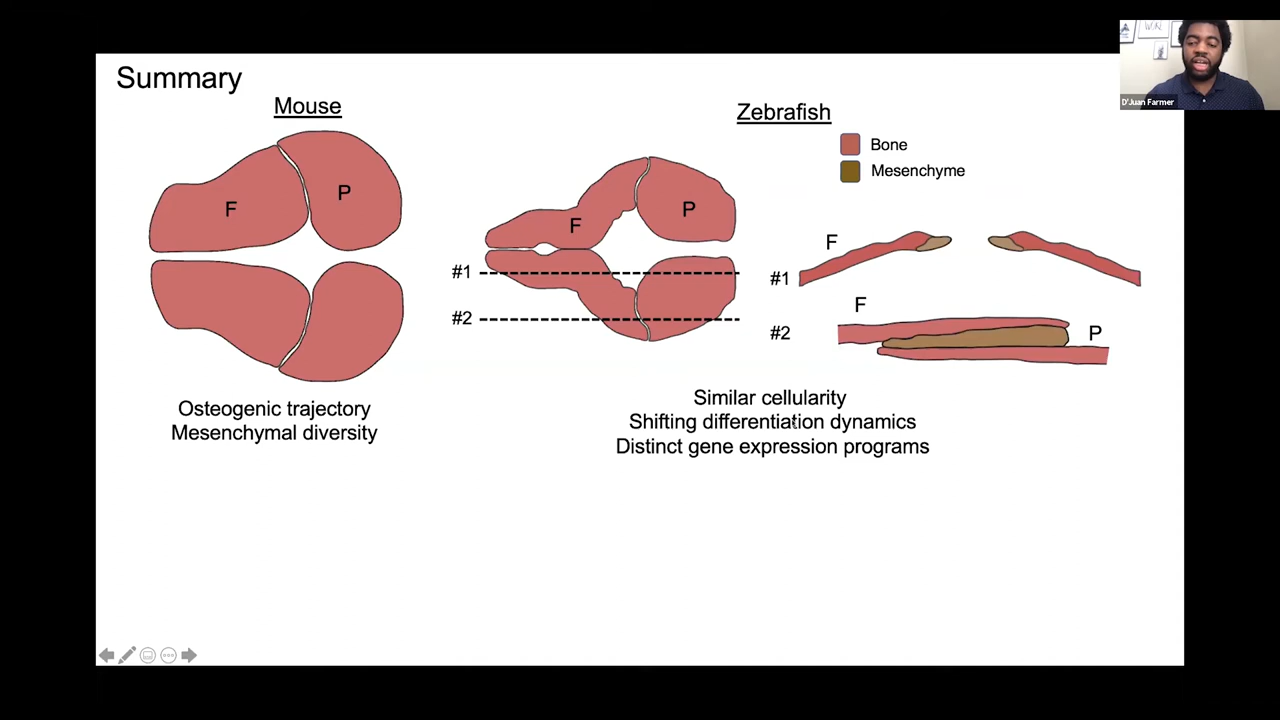 Summary
Mouse
Zebrafish
Bone
Mesenchyme
F
P
F
P
#1
#2
F
#1
F
#2
P
Osteogenic trajectory
Mesenchymal diversity
Similar cellularity
Shifting differentiation dynamics
Distinct gene expression programs
D'Juan Farmer